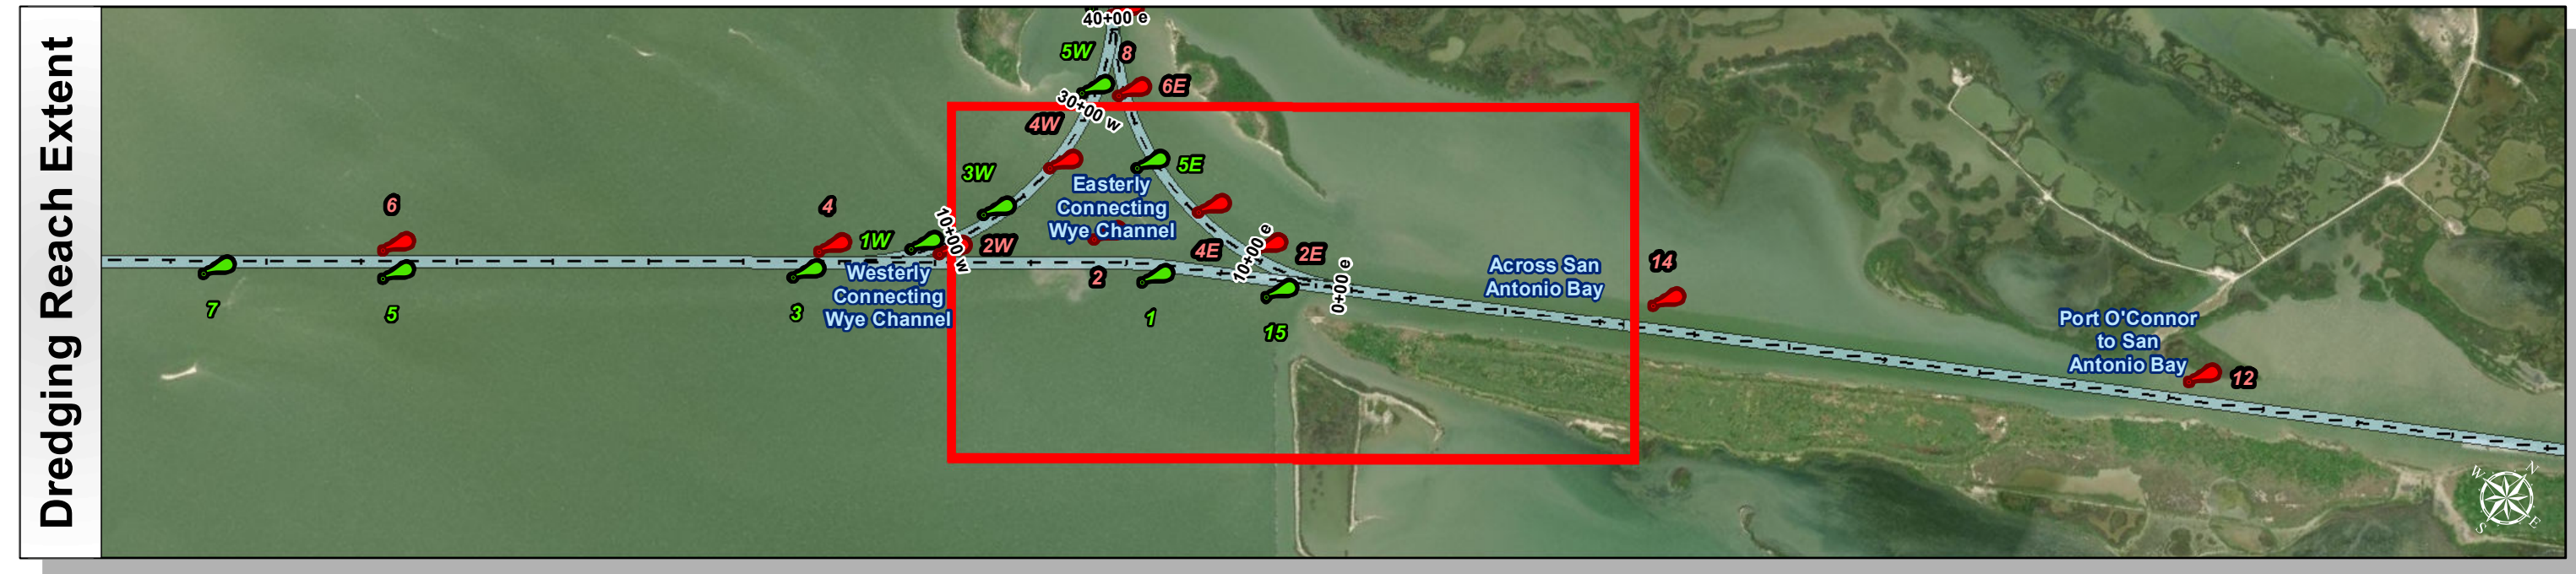 Dredging Reach Extent
40+00 e
5W
8
6E
30+00 w
4W
5E
3W
Easterly
Connecting
Wye Channel
6
4
1W
10+00 w
2W
4E
10+00 e
2E
0+00 e
Across San
Antonio Bay
14
Westerly
Connecting
Wye Channel
2
7
5
3
1
15
Port O'Connor
to San
Antonio Bay
12
W
N
S
E